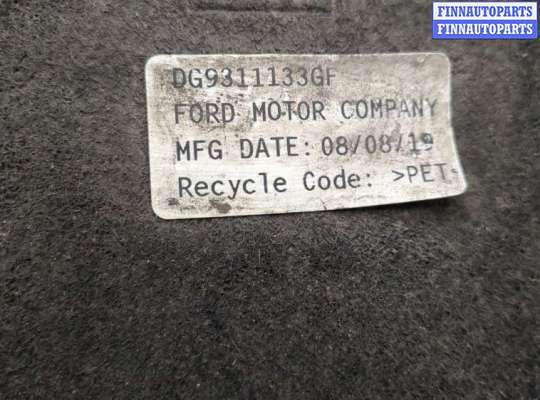 FINNAUTOPARTS
FINNAUTOPARTS
DG9311133GF
FORD MOTOR COMPANY
MFG DATE: 08/08/19
Recycle Code: >PET